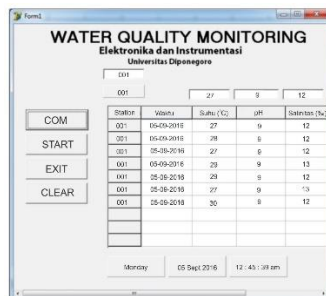 Form1
WATER QUALITY MONITORING
Elektronika dan Instrumentasi
Universitas Diponegoro
001
001 27 9 12
COM
START
EXIT
CLEAR
Station Waktu Suhu (°C) pH Salinitas (‰)
001 05-09-2016 27 9 12
001 05-09-2016 28 9 12
001 05-09-2016 27 9 12
001 05-09-2016 29 9 13
001 05-09-2016 29 9 12
001 05-09-2016 27 9 13
001 05-09-2016 30 9 12
Monday 05 Sept 2016 12 : 45 : 39 am